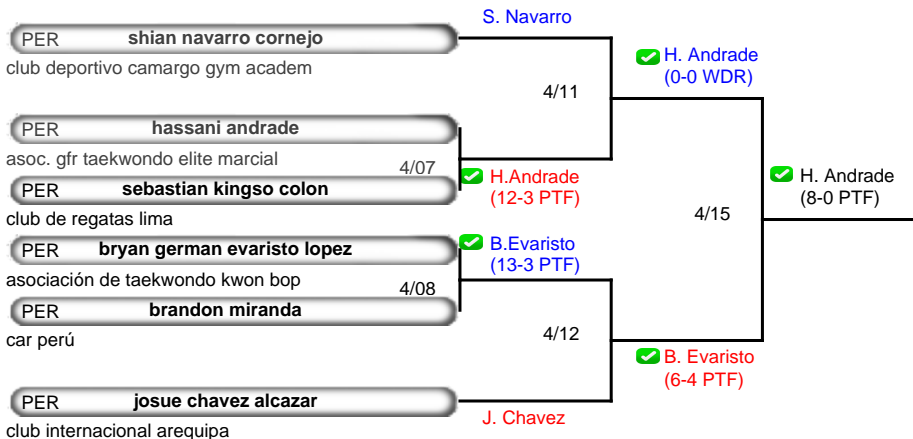 S. Navarro
PER shian navarro cornejo
club deportivo camargo gym academ
4/11
H. Andrade
(0-0 WDR)
PER hassani andrade
asoc. gfr taekwondo elite marcial
4/07
H.Andrade
(12-3 PTF)
PER sebastian kingso colon
club de regatas lima
4/15
H. Andrade
(8-0 PTF)
PER bryan german evaristo lopez
B.Evaristo
(13-3 PTF)
asociación de taekwondo kwon bop
4/08
PER brandon miranda
car perú
4/12
B. Evaristo
(6-4 PTF)
PER josue chavez alcazar
J. Chavez
club internacional arequipa